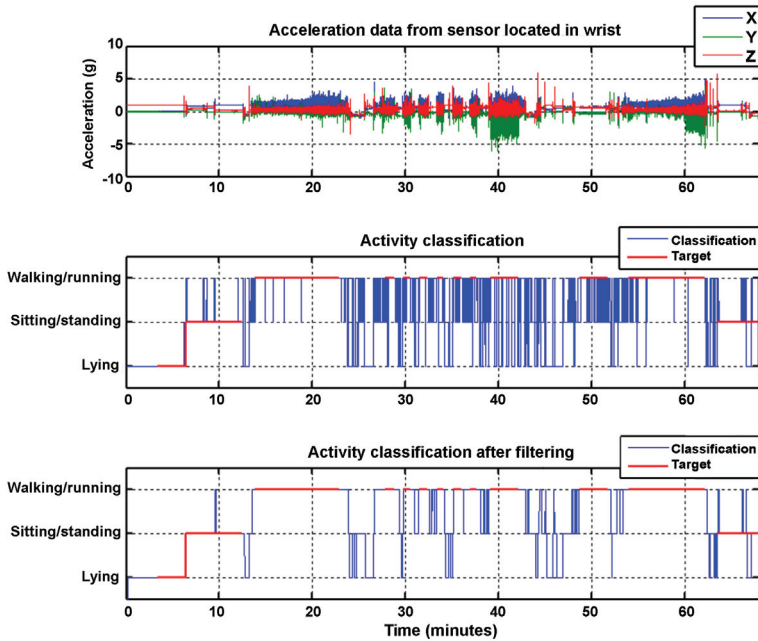 Acceleration data from sensor located in wrist
X
Y
Z
Acceleration (g)
10
5
0
-5
-10
0 10 20 30 40 50 60
Activity classification
Classification
Target
Walking/running
Sitting/standing
Lying
0 10 20 30 40 50 60
Activity classification after filtering
Classification
Target
Walking/running
Sitting/standing
Lying
0 10 20 30 40 50 60
Time (minutes)